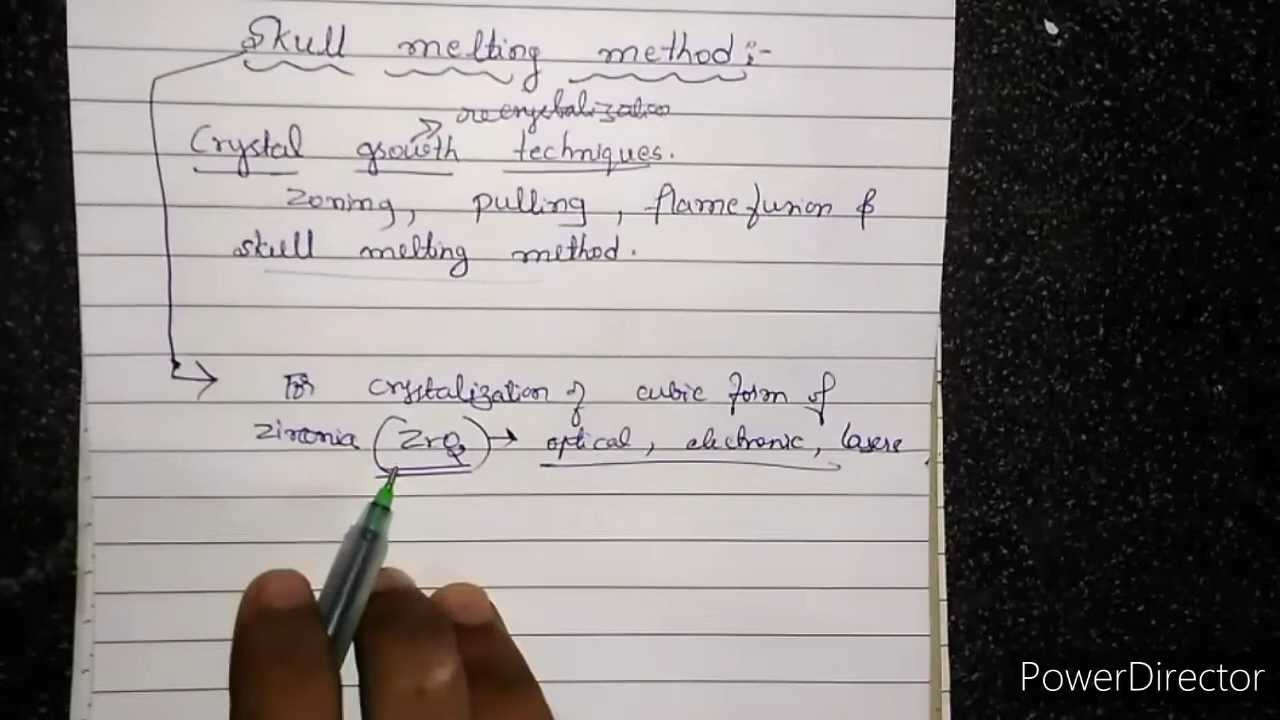 Skull melting method :-
recrystalization
Crystal growth techniques.
Zoning, pulling, flame fusion &
skull melting method.
For crystalization of cubic form of
zirconia (ZrO2) → optical, electronic, lasers,
PowerDirector